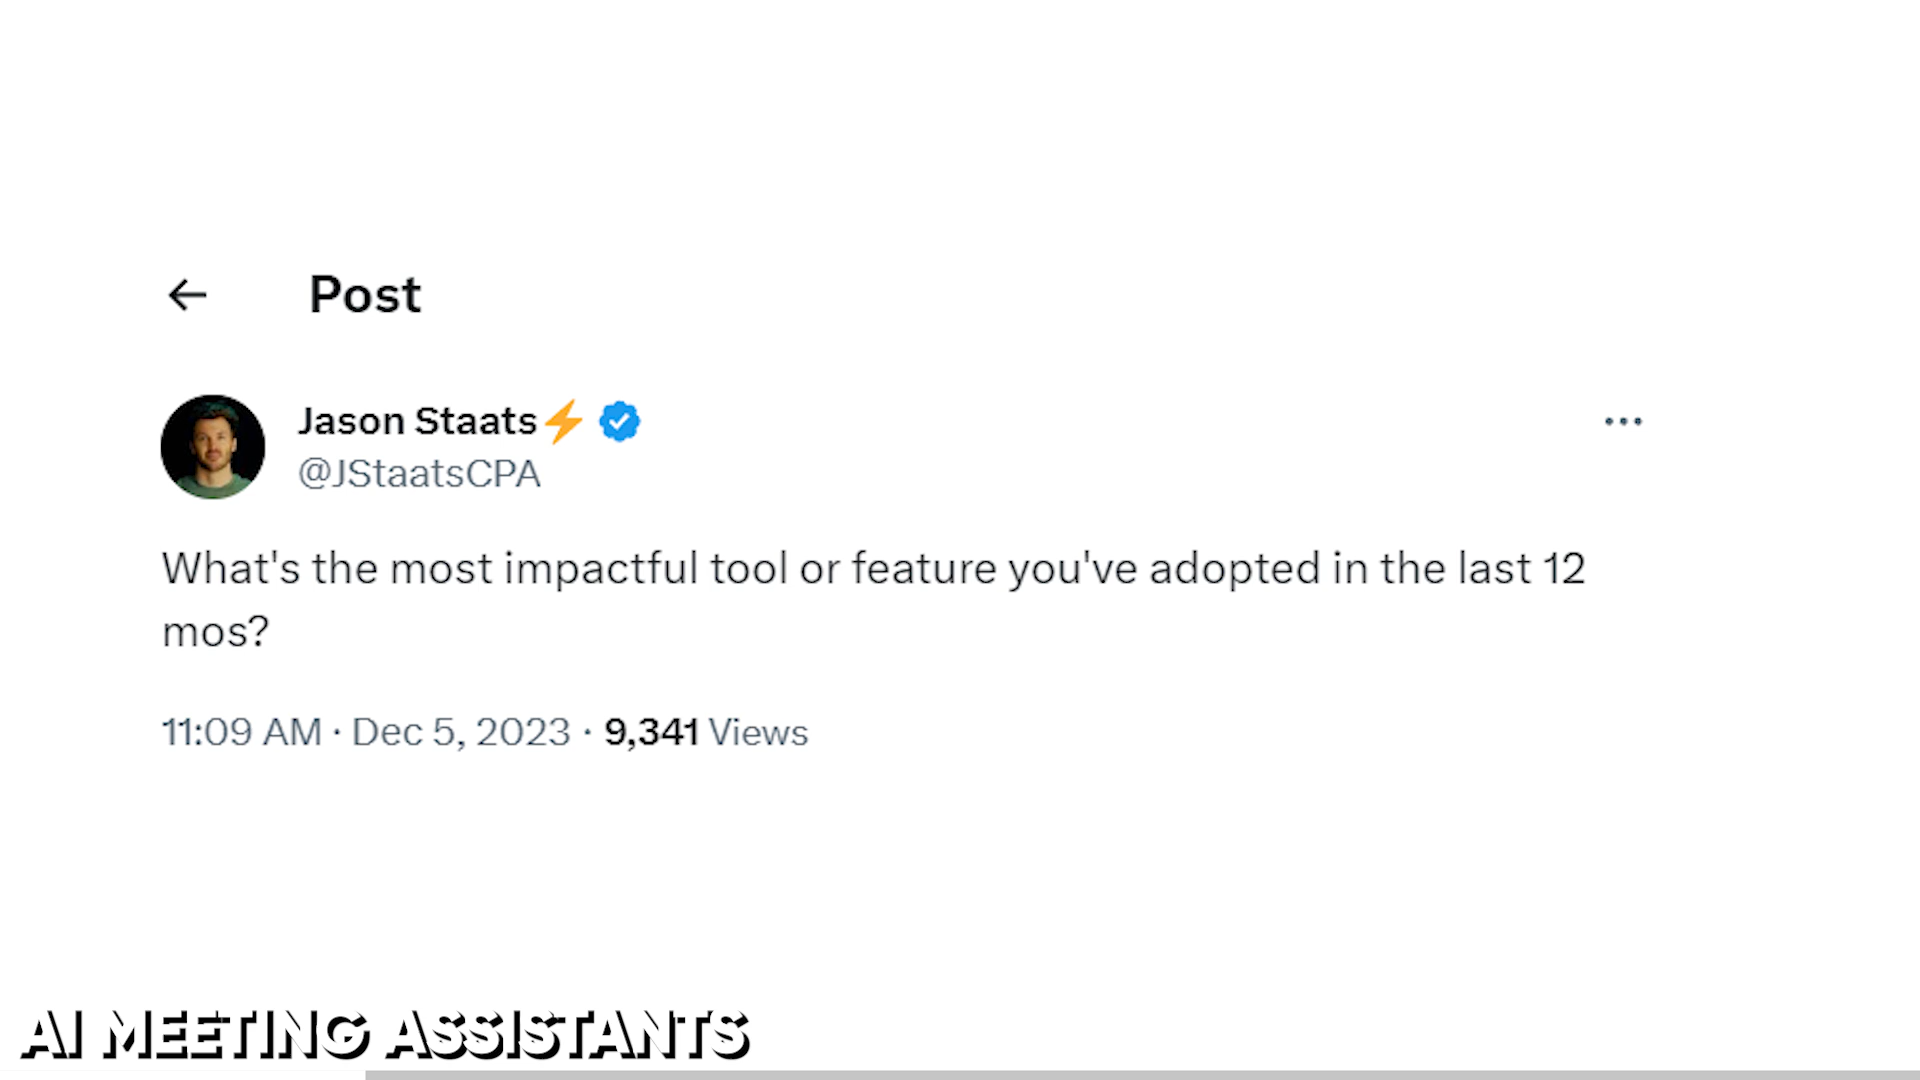 Post
Jason Staats⚡
@JStaatsCPA
What's the most impactful tool or feature you've adopted in the last 12
mos?
11:09 AM · Dec 5, 2023 · 9,341 Views
AI MEETING ASSISTANTS